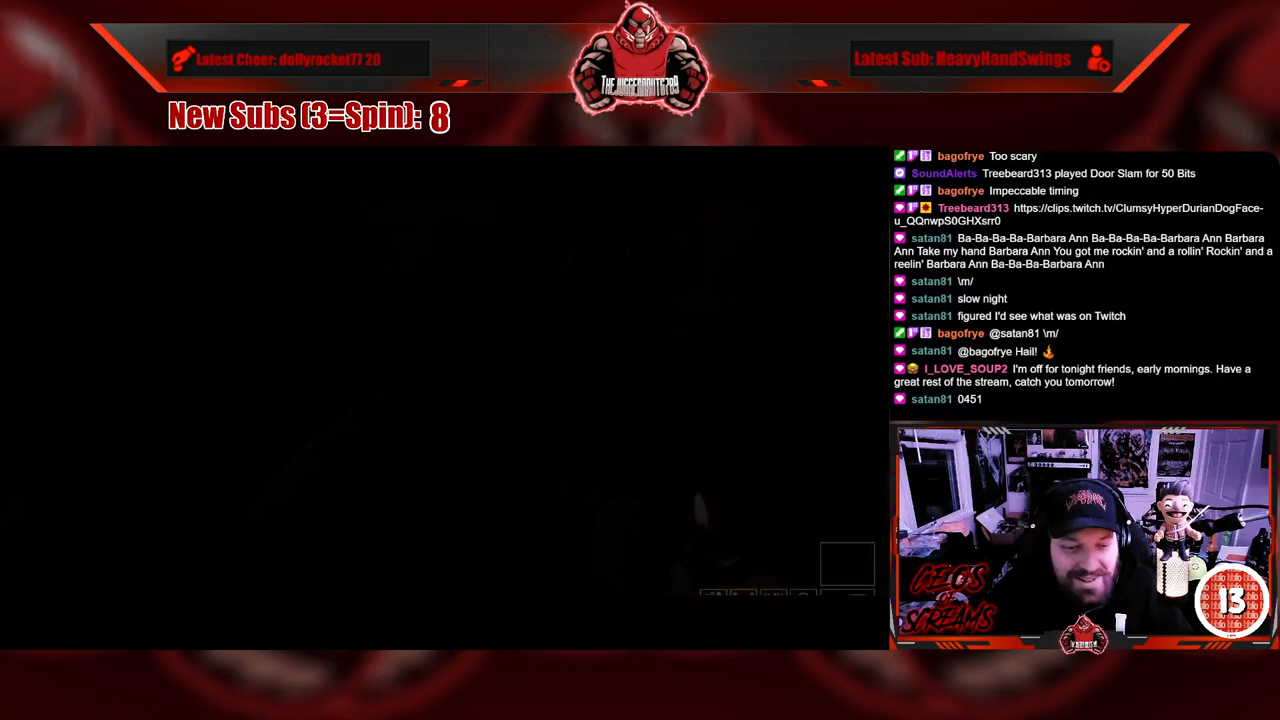 Latest Cheer: dollyrocket77 20
THEJUGGERNAUT6789
Latest Sub: HeavyHandSwings
New Subs (3=Spin): 8
bagofrye Too scary
SoundAlerts Treebeard313 played Door Slam for 50 Bits
bagofrye Impeccable timing
Treebeard313 https://clips.twitch.tv/ClumsyHyperDurianDogFace-
u_QQnwpS0GHXsrr0
satan81 Ba-Ba-Ba-Ba-Barbara Ann Ba-Ba-Ba-Ba-Barbara Ann Barbara
Ann Take my hand Barbara Ann You got me rockin' and a rollin' Rockin' and a
reelin' Barbara Ann Ba-Ba-Ba-Barbara Ann
satan81 \m/
satan81 slow night
satan81 figured I'd see what was on Twitch
bagofrye @satan81 \m/
satan81 @bagofrye Hail! 🔥
I_LOVE_SOUP2 I'm off for tonight friends, early mornings. Have a
great rest of the stream, catch you tomorrow!
satan81 0451
CEO'S
OF
SCREAMS
13